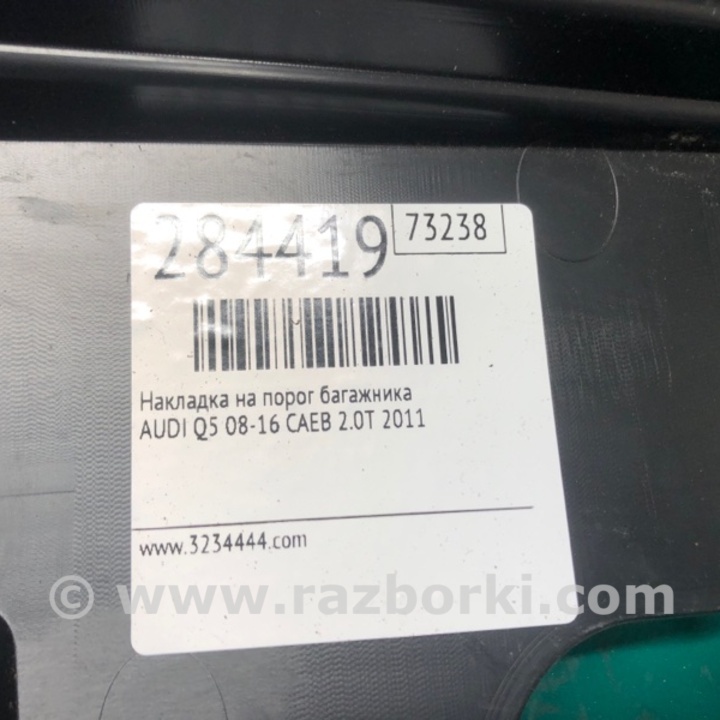 284419
73238
Накладка на порог багажника
AUDI Q5 08-16 CAEB 2.0T 2011
www.3234444.com
© www.razborki.com